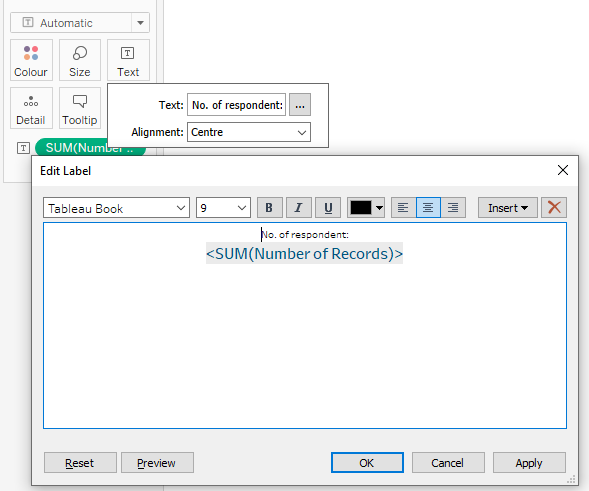 Automatic
Colour
Size
Text
Detail
Tooltip
Text: No. of respondent: ...
Alignment: Centre
SUM(Number ..
Edit Label
Tableau Book
9
B
I
U
Insert
No. of respondent:
<SUM(Number of Records)>
Reset
Preview
OK
Cancel
Apply